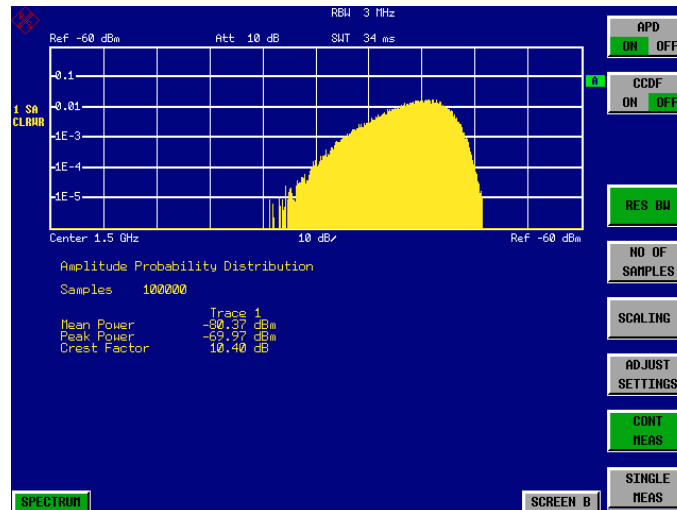 RBW 3 MHz
Ref -60 dBm Att 10 dB SWT 34 ms
0.1
A
1 SA
CLRWR
0.01
1E-3
1E-4
1E-5
Center 1.5 GHz 10 dB/ Ref -60 dBm
Amplitude Probability Distribution
Samples 100000
Trace 1
Mean Power -80.37 dBm
Peak Power -69.97 dBm
Crest Factor 10.40 dB
SPECTRUM
SCREEN B
APD
ON OFF
CCDF
ON OFF
RES BW
NO OF
SAMPLES
SCALING
ADJUST
SETTINGS
CONT
MEAS
SINGLE
MEAS